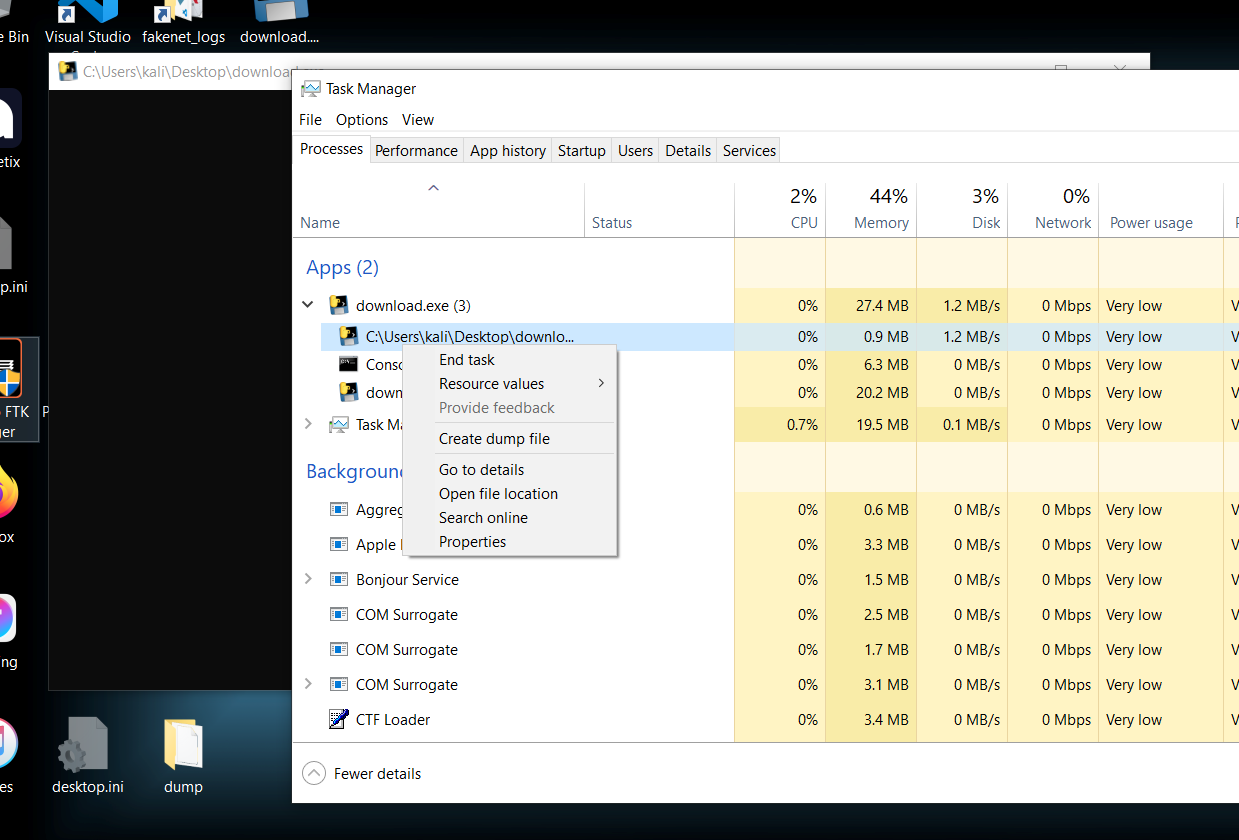 e Bin
Visual Studio
fakenet_logs
download....
C:\Users\kali\Desktop\download
Task Manager
File Options View
Processes Performance App history Startup Users Details Services
2% 44% 3% 0%
Name Status CPU Memory Disk Network Power usage
Apps (2)
download.exe (3) 0% 27.4 MB 1.2 MB/s 0 Mbps Very low
C:\Users\kali\Desktop\downlo... 0% 0.9 MB 1.2 MB/s 0 Mbps Very low
Conso 0% 6.3 MB 0 MB/s 0 Mbps Very low
down 0% 20.2 MB 0 MB/s 0 Mbps Very low
Task Ma 0.7% 19.5 MB 0.1 MB/s 0 Mbps Very low
Background
Aggreg 0% 0.6 MB 0 MB/s 0 Mbps Very low
Apple 0% 3.3 MB 0 MB/s 0 Mbps Very low
Bonjour Service 0% 1.5 MB 0 MB/s 0 Mbps Very low
COM Surrogate 0% 2.5 MB 0 MB/s 0 Mbps Very low
COM Surrogate 0% 1.7 MB 0 MB/s 0 Mbps Very low
COM Surrogate 0% 3.1 MB 0 MB/s 0 Mbps Very low
CTF Loader 0% 3.4 MB 0 MB/s 0 Mbps Very low
End task
Resource values
Provide feedback
Create dump file
Go to details
Open file location
Search online
Properties
Fewer details
etix
p.ini
FTK
ger
ox
ng
es
desktop.ini
dump